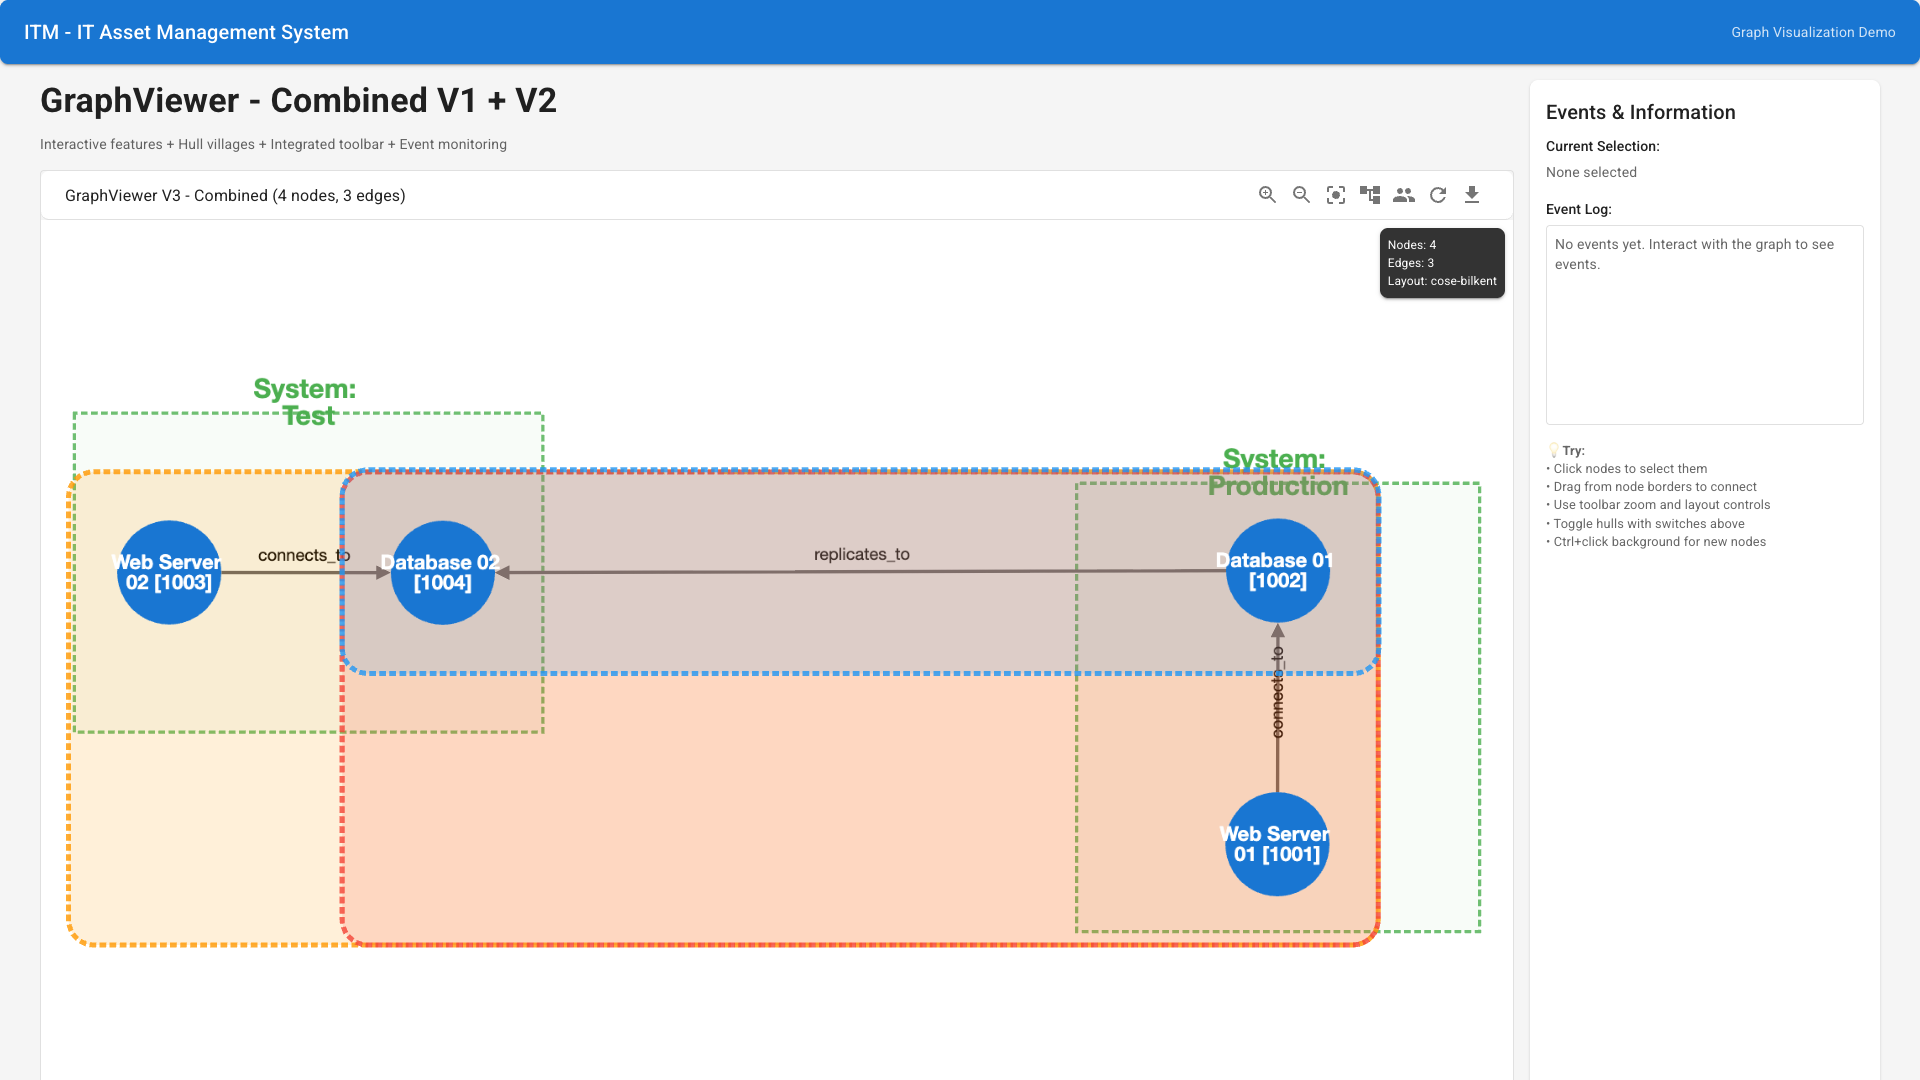 ITM - IT Asset Management System
Graph Visualization Demo
GraphViewer - Combined V1 + V2
Interactive features + Hull villages + Integrated toolbar + Event monitoring
GraphViewer V3 - Combined (4 nodes, 3 edges)
Nodes: 4
Edges: 3
Layout: cose-bilkent
System:
Test
System:
Production
Web Server
02 [1003]
connects_to
Database 02
[1004]
replicates_to
Database 01
[1002]
connects_to
Web Server
01 [1001]
Events & Information
Current Selection:
None selected
Event Log:
No events yet. Interact with the graph to see
events.
💡 Try:
• Click nodes to select them
• Drag from node borders to connect
• Use toolbar zoom and layout controls
• Toggle hulls with switches above
• Ctrl+click background for new nodes